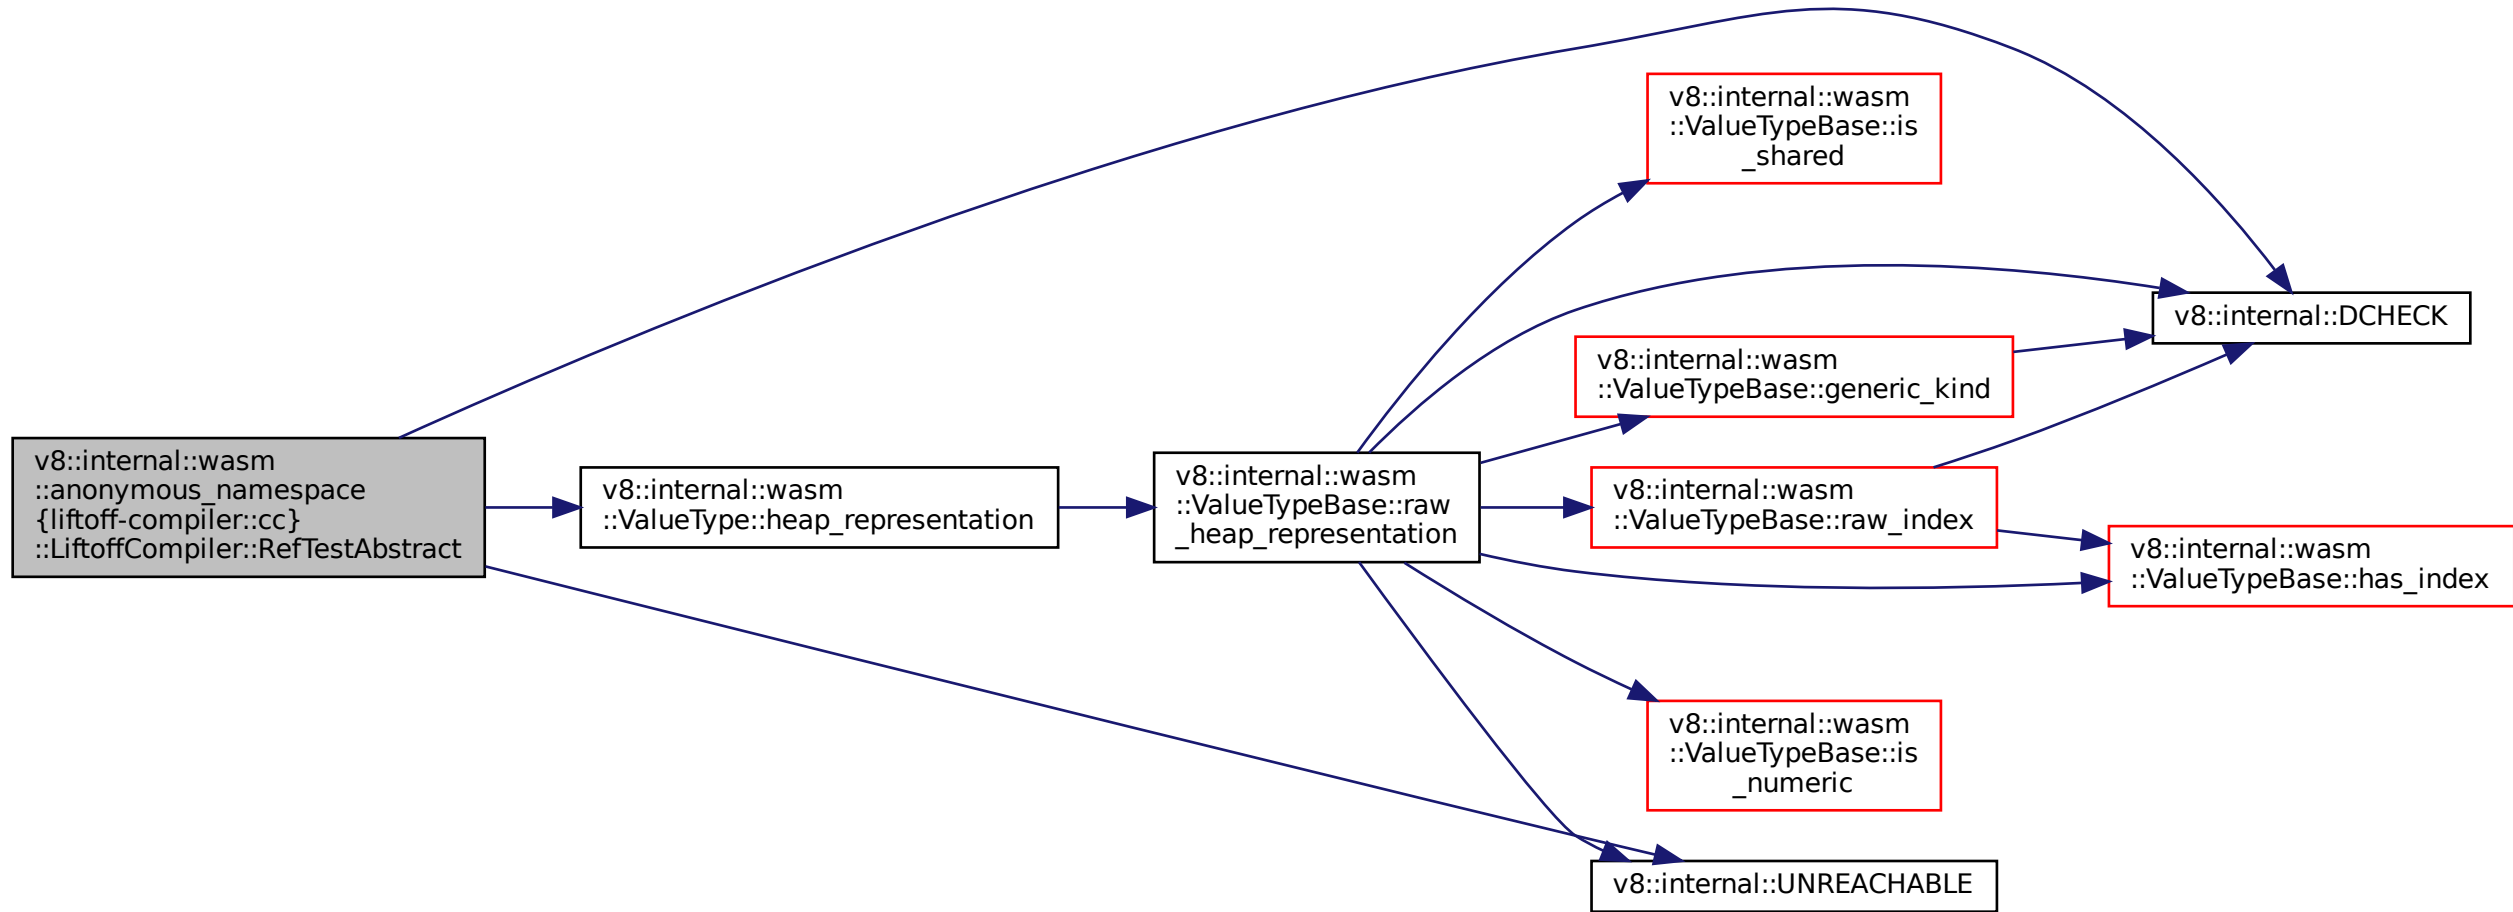 v8::internal::wasm
::anonymous_namespace
{liftoff-compiler::cc}
::LiftoffCompiler::RefTestAbstract
v8::internal::wasm
::ValueType::heap_representation
v8::internal::wasm
::ValueTypeBase::raw
_heap_representation
v8::internal::wasm
::ValueTypeBase::is
_shared
v8::internal::wasm
::ValueTypeBase::generic_kind
v8::internal::wasm
::ValueTypeBase::raw_index
v8::internal::wasm
::ValueTypeBase::is
_numeric
v8::internal::UNREACHABLE
v8::internal::DCHECK
v8::internal::wasm
::ValueTypeBase::has_index